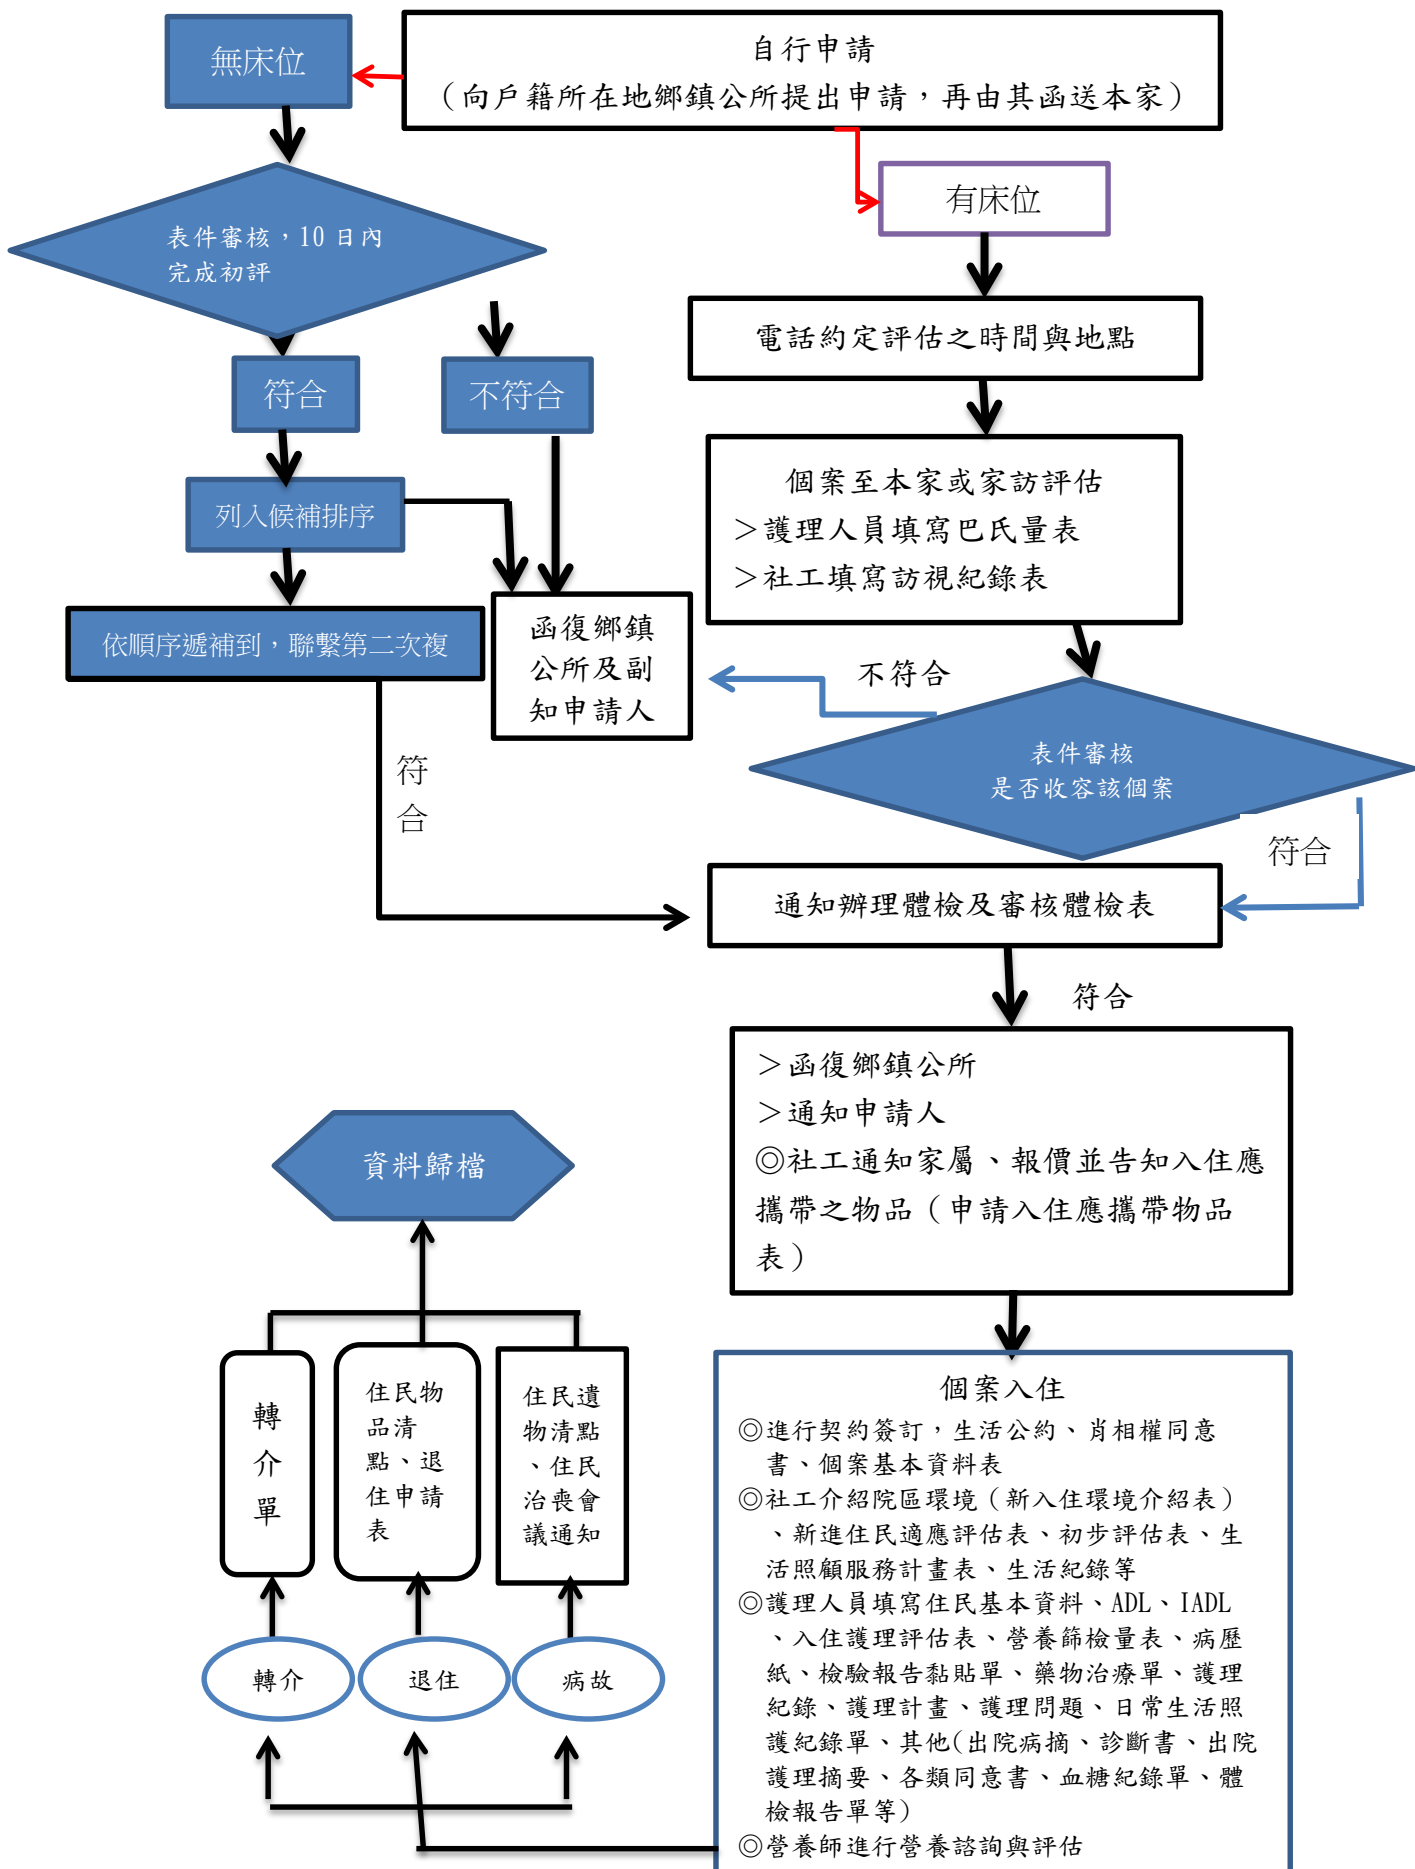 自行申請
（向戶籍所在地鄉鎮公所提出申請，再由其函送本家）
無床位
有床位
表件審核，10 日內
完成初評
符合
不符合
列入候補排序
依順序遞補到，聯繫第二次複
函復鄉鎮
公所及副
知申請人
符
合
電話約定評估之時間與地點
個案至本家或家訪評估
＞護理人員填寫巴氏量表
＞社工填寫訪視紀錄表
不符合
表件審核
是否收容該個案
符合
通知辦理體檢及審核體檢表
符合
＞函復鄉鎮公所
＞通知申請人
◎社工通知家屬、報價並告知入住應
攜帶之物品（申請入住應攜帶物品
表）
個案入住
◎進行契約簽訂，生活公約、肖相權同意
書、個案基本資料表
◎社工介紹院區環境（新入住環境介紹表）
、新進住民適應評估表、初步評估表、生
活照顧服務計畫表、生活紀錄等
◎護理人員填寫住民基本資料、ADL、IADL
、入住護理評估表、營養篩檢量表、病歷
紙、檢驗報告黏貼單、藥物治療單、護理
紀錄、護理計畫、護理問題、日常生活照
護紀錄單、其他(出院病摘、診斷書、出院
護理摘要、各類同意書、血糖紀錄單、體
檢報告單等)
◎營養師進行營養諮詢與評估
資料歸檔
轉
介
單
住民物
品清
點、退
住申請
表
住民遺
物清點
、住民
治喪會
議通知
轉介
退住
病故